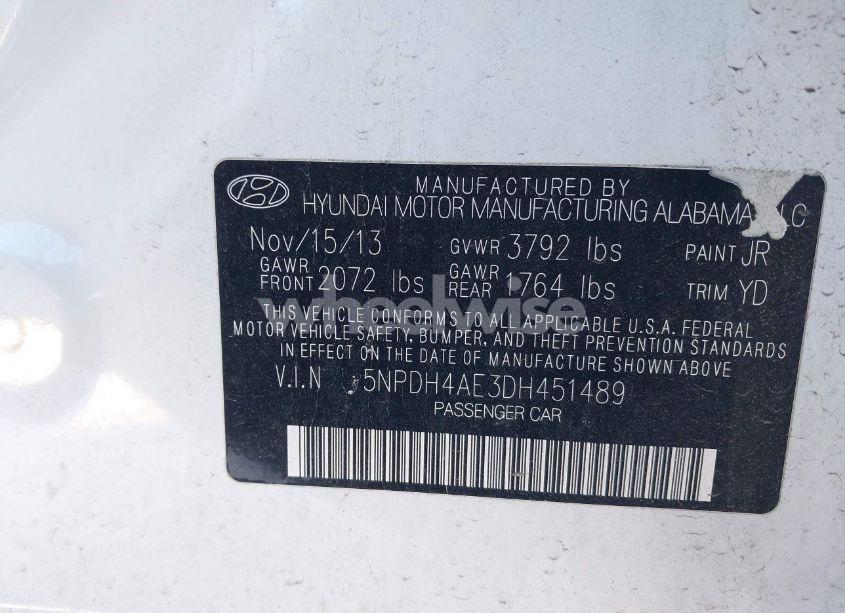 MANUFACTURED BY
HYUNDAI MOTOR MANUFACTURING ALABAMA, LC
Nov/15/13 GVWR 3792 lbs PAINT JR
GAWR FRONT 2072 lbs GAWR REAR 1764 lbs TRIM YD
wheelwise
THIS VEHICLE CONFORMS TO ALL APPLICABLE U.S.A. FEDERAL
MOTOR VEHICLE SAFETY, BUMPER, AND THEFT PREVENTION STANDARDS
IN EFFECT ON THE DATE OF MANUFACTURE SHOWN ABOVE
V.I.N 5NPDH4AE3DH451489
PASSENGER CAR